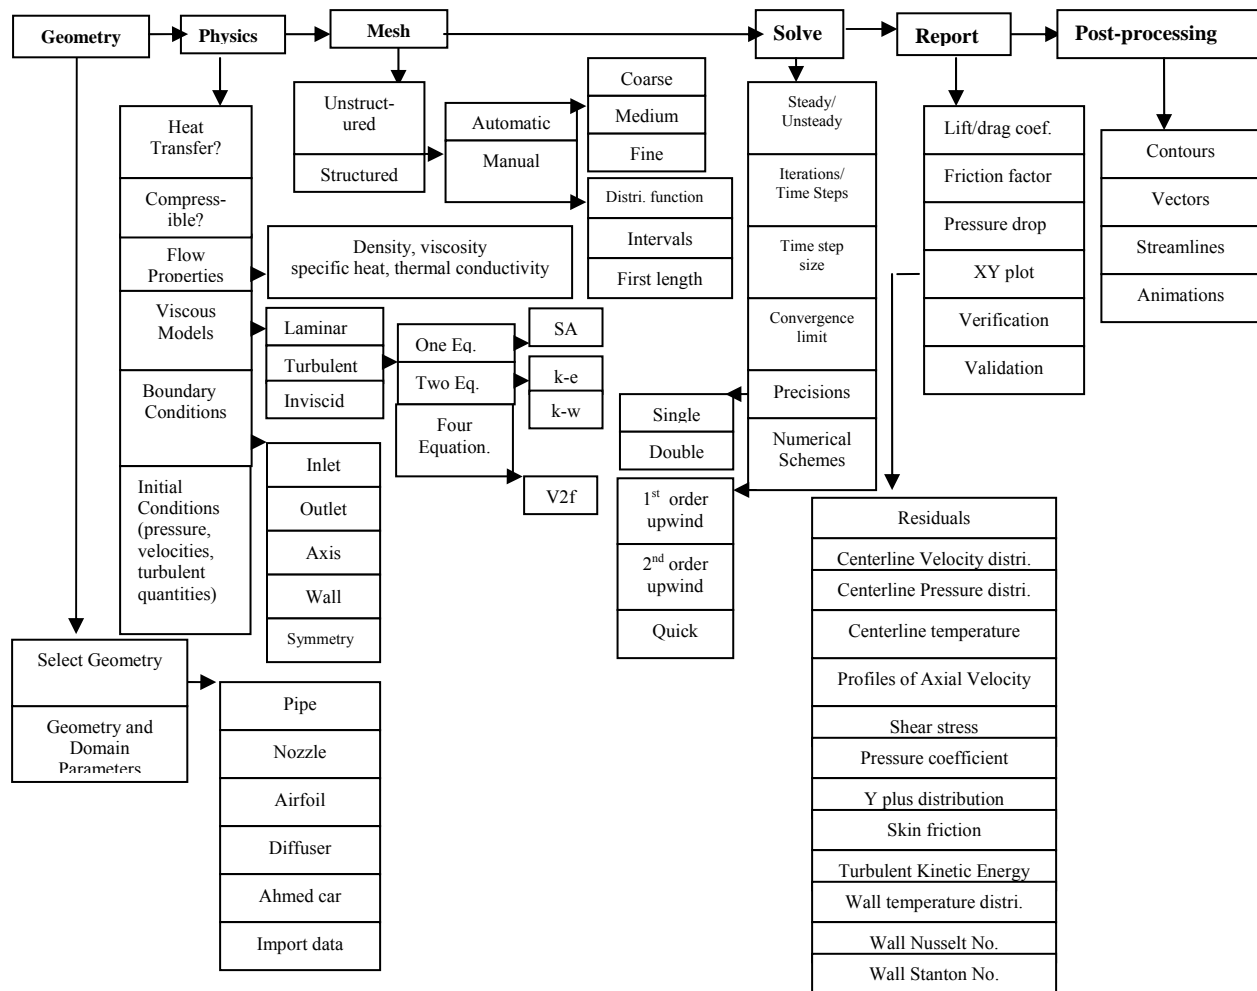 Geometry
Physics
Mesh
Solve
Report
Post-processing
Heat
Transfer?
Compress-
ible?
Flow
Properties
Viscous
Models
Boundary
Conditions
Initial
Conditions
(pressure,
velocities,
turbulent
quantities)
Select Geometry
Geometry and
Domain
Parameters
Pipe
Nozzle
Airfoil
Diffuser
Ahmed car
Import data
Density, viscosity
specific heat, thermal conductivity
Laminar
Turbulent
Inviscid
One Eq.
Two Eq.
Four
Equation.
SA
k-e
k-w
V2f
Inlet
Outlet
Axis
Wall
Symmetry
Unstruct-
ured
Structured
Automatic
Manual
Coarse
Medium
Fine
Distri. function
Intervals
First length
Steady/
Unsteady
Iterations/
Time Steps
Time step
size
Convergence
limit
Precisions
Numerical
Schemes
Single
Double
1st order
upwind
2nd order
upwind
Quick
Lift/drag coef.
Friction factor
Pressure drop
XY plot
Verification
Validation
Residuals
Centerline Velocity distri.
Centerline Pressure distri.
Centerline temperature
Profiles of Axial Velocity
Shear stress
Pressure coefficient
Y plus distribution
Skin friction
Turbulent Kinetic Energy
Wall temperature distri.
Wall Nusselt No.
Wall Stanton No.
Contours
Vectors
Streamlines
Animations